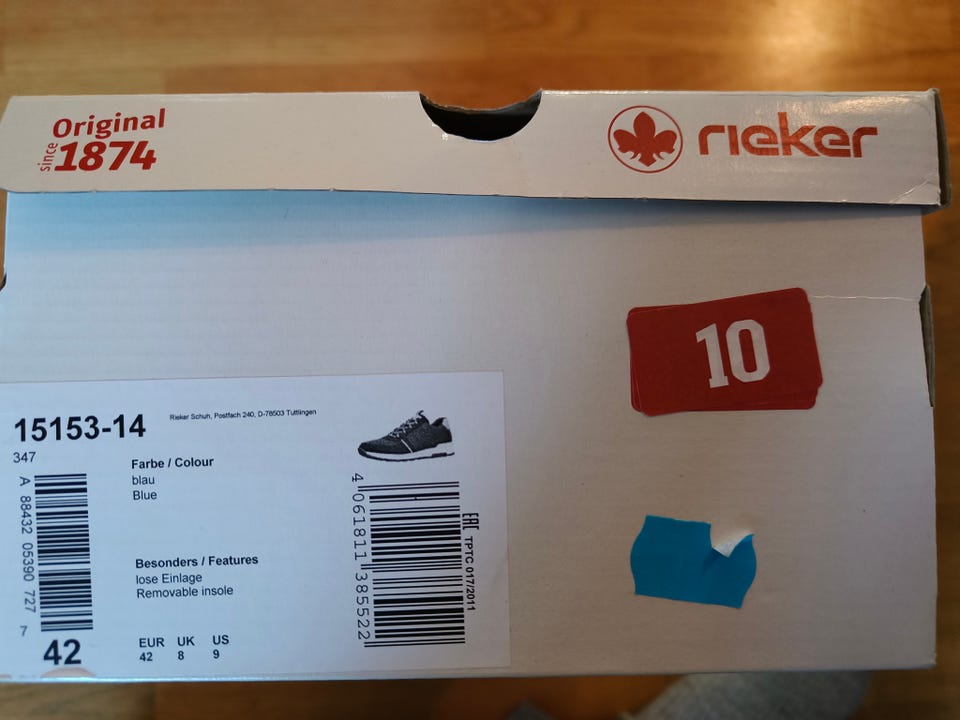 Original
since 1874
rieker
10
15153-14
Rieker Schuh, Postfach 240, D-78503 Tuttlingen
347
Farbe / Colour
blau
Blue
Besonders / Features
lose Einlage
Removable insole
EUR UK US
42 8 9
A 88432 05390 727 7
42
4 061811 385522
EAC TPTC 017/2011